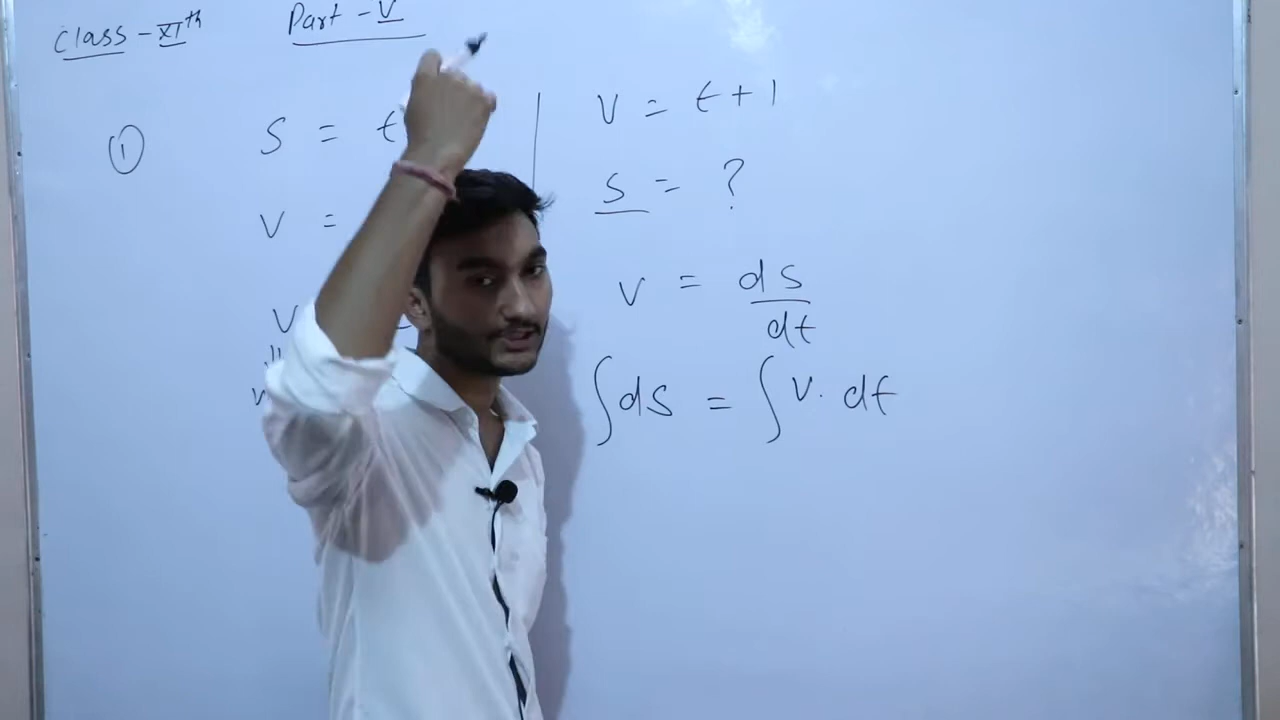 Class - XIth Part - V
① S = t
V =
V
V = t + 1
S = ?
V = ds/dt
∫ds = ∫V. dt